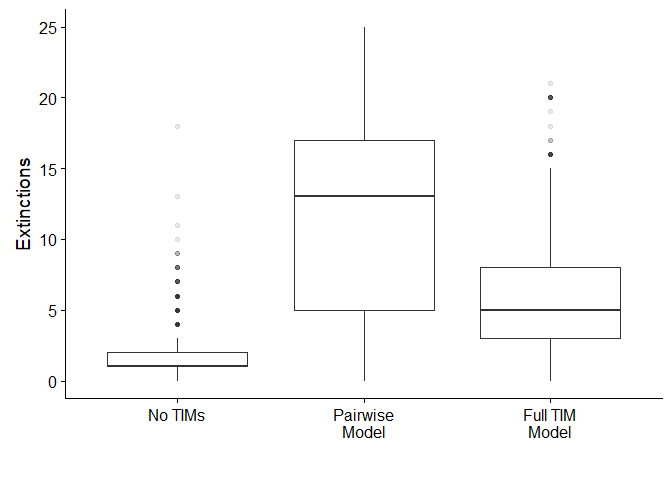 Extinctions
25
20
15
10
5
0
No TIMs
Pairwise
Model
Full TIM
Model